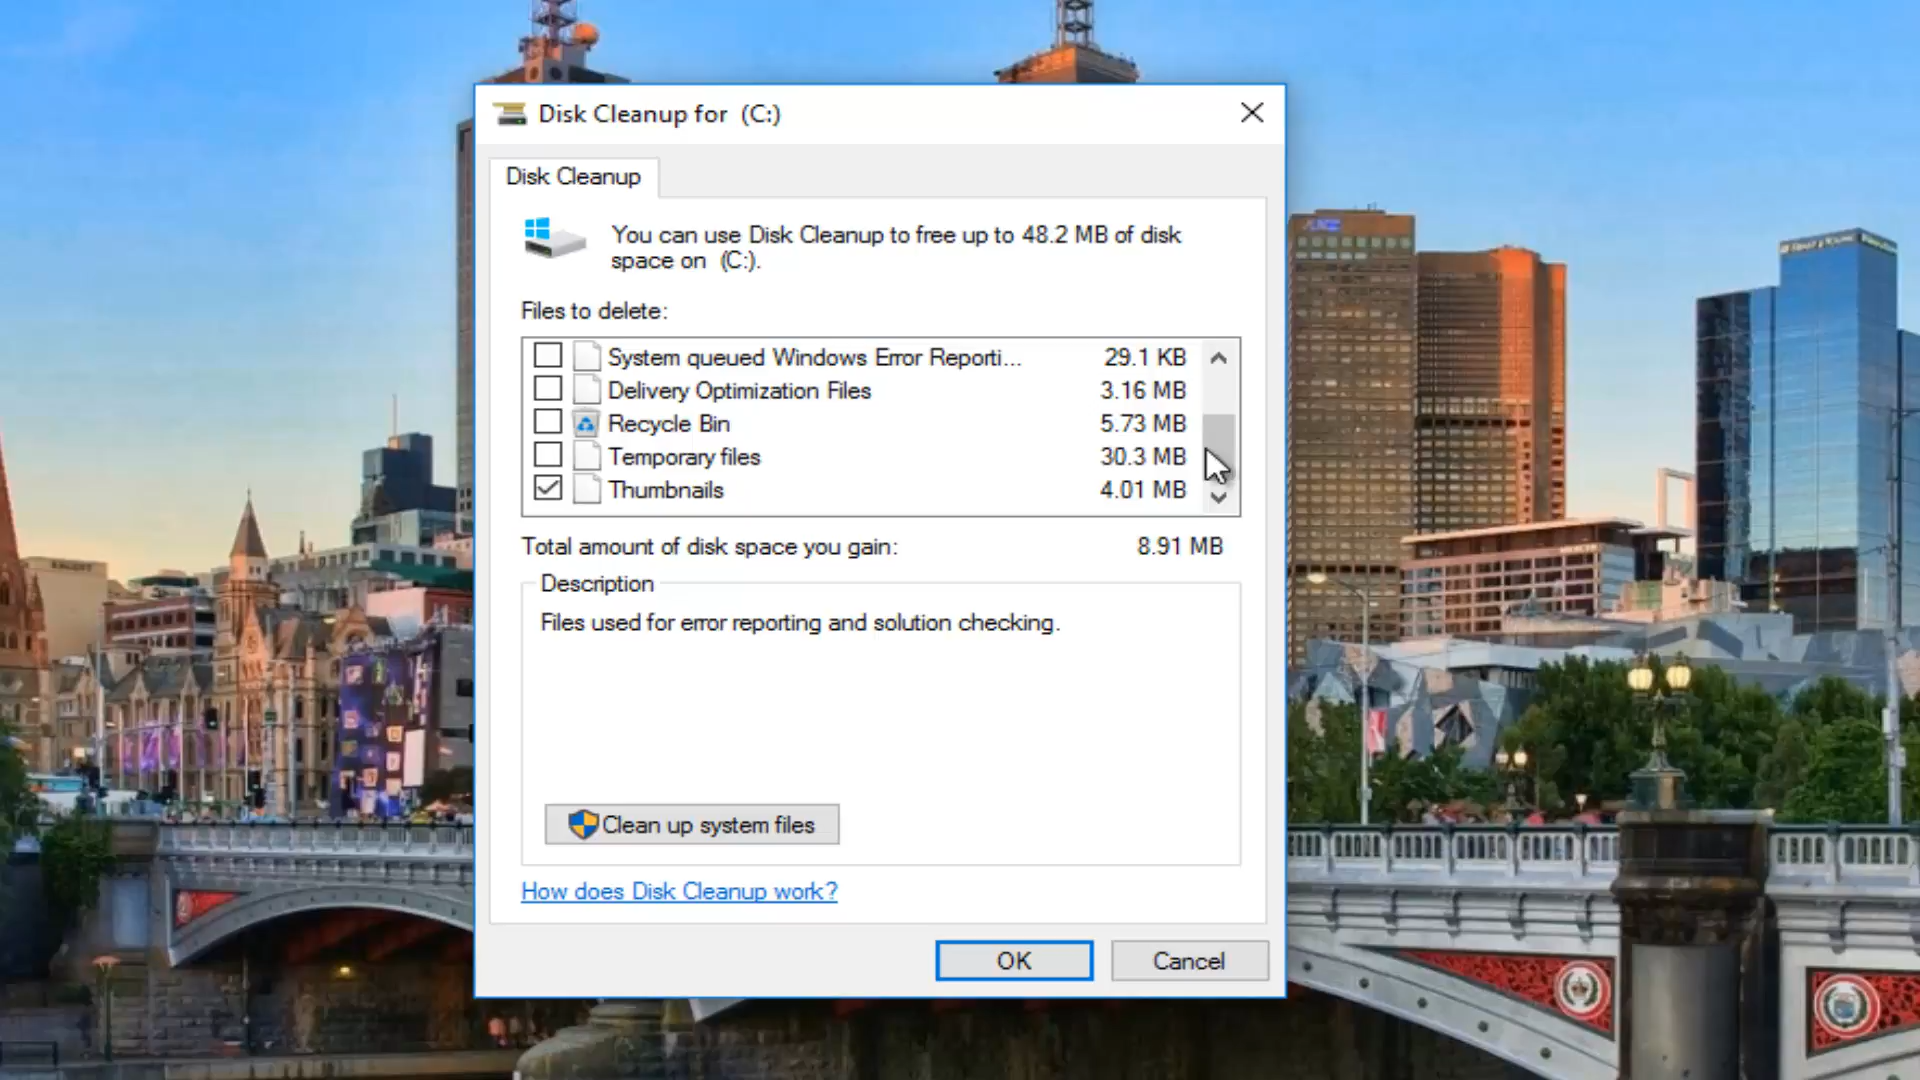 Disk Cleanup for (C:)
Disk Cleanup
You can use Disk Cleanup to free up to 48.2 MB of disk
space on (C:).
Files to delete:
System queued Windows Error Reporti... 29.1 KB
Delivery Optimization Files 3.16 MB
Recycle Bin 5.73 MB
Temporary files 30.3 MB
Thumbnails 4.01 MB
Total amount of disk space you gain: 8.91 MB
Description
Files used for error reporting and solution checking.
Clean up system files
How does Disk Cleanup work?
OK
Cancel